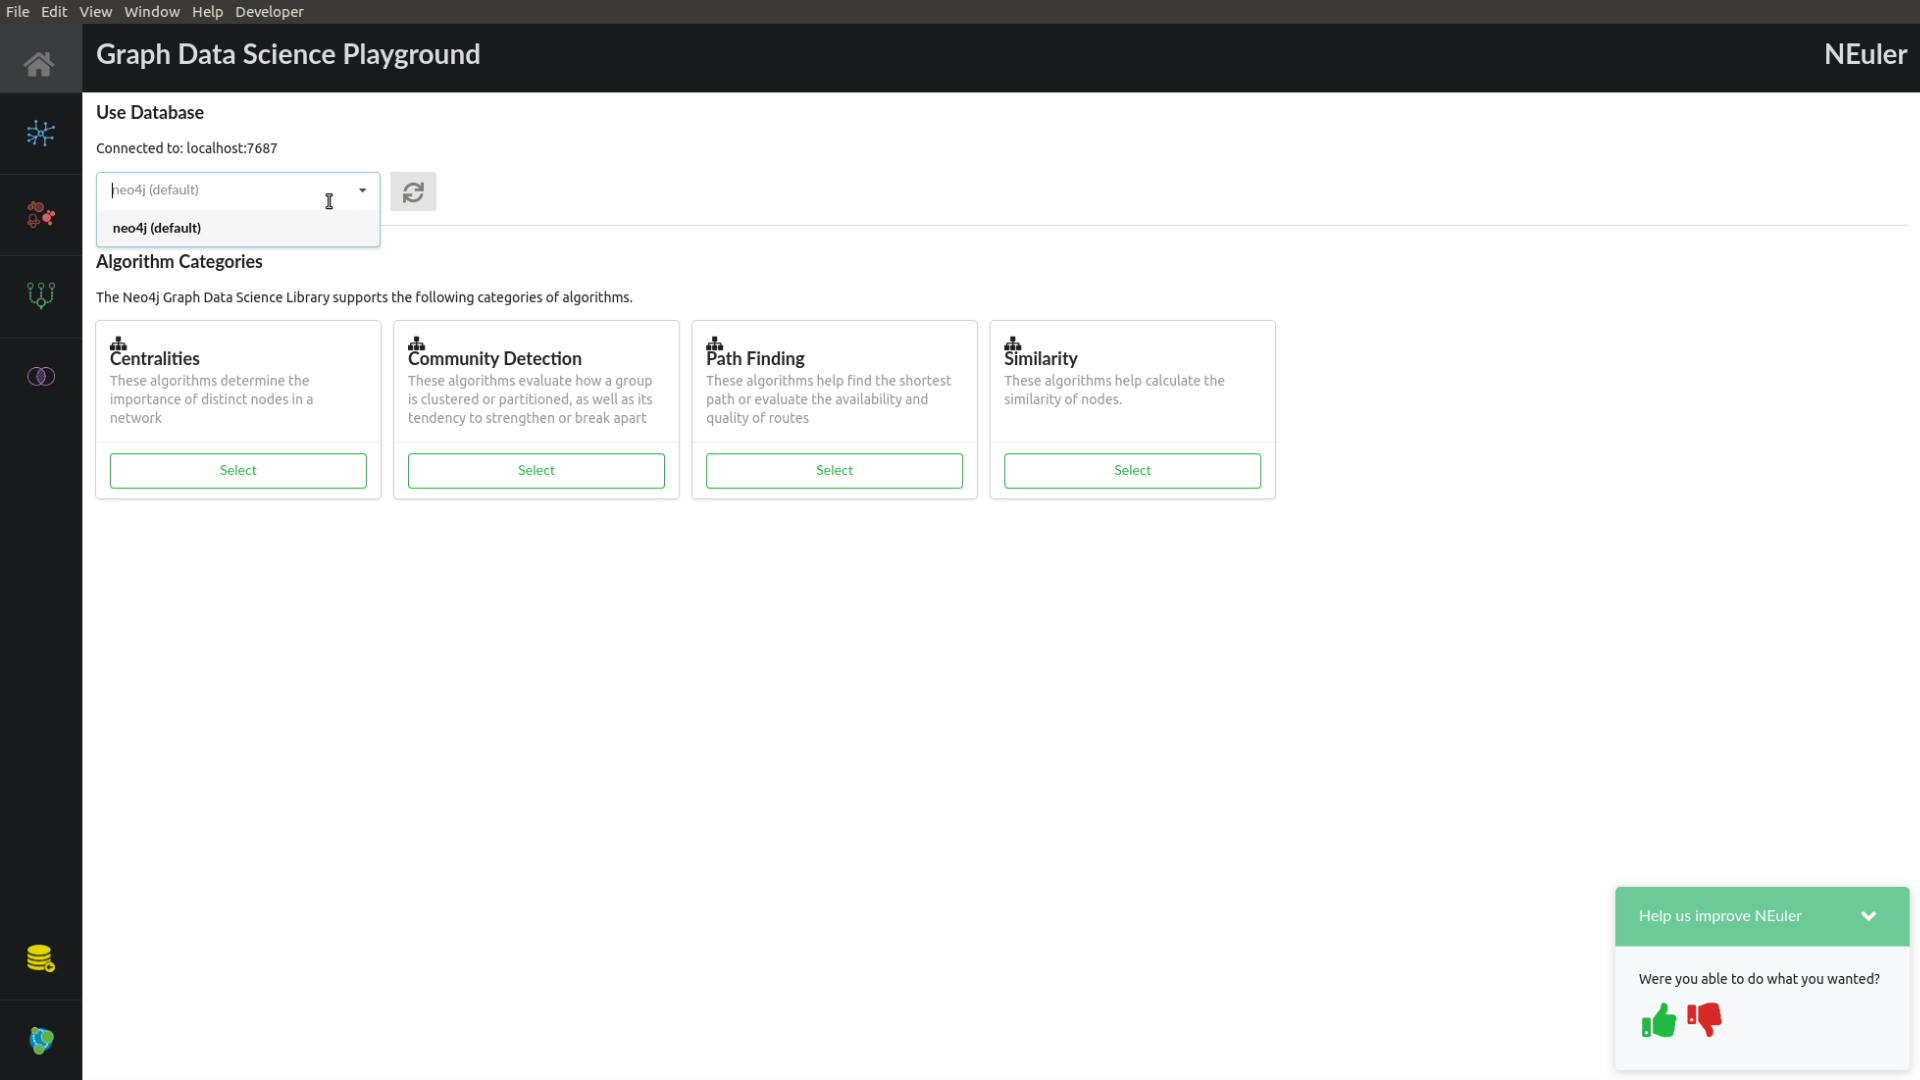 File Edit View Window Help Developer
Graph Data Science Playground
NEuler
Use Database
Connected to: localhost:7687
neo4j (default)
neo4j (default)
Algorithm Categories
The Neo4j Graph Data Science Library supports the following categories of algorithms.
Centralities
These algorithms determine the
importance of distinct nodes in a
network
Select
Community Detection
These algorithms evaluate how a group
is clustered or partitioned, as well as its
tendency to strengthen or break apart
Select
Path Finding
These algorithms help find the shortest
path or evaluate the availability and
quality of routes
Select
Similarity
These algorithms help calculate the
similarity of nodes.
Select
Help us improve NEuler
Were you able to do what you wanted?